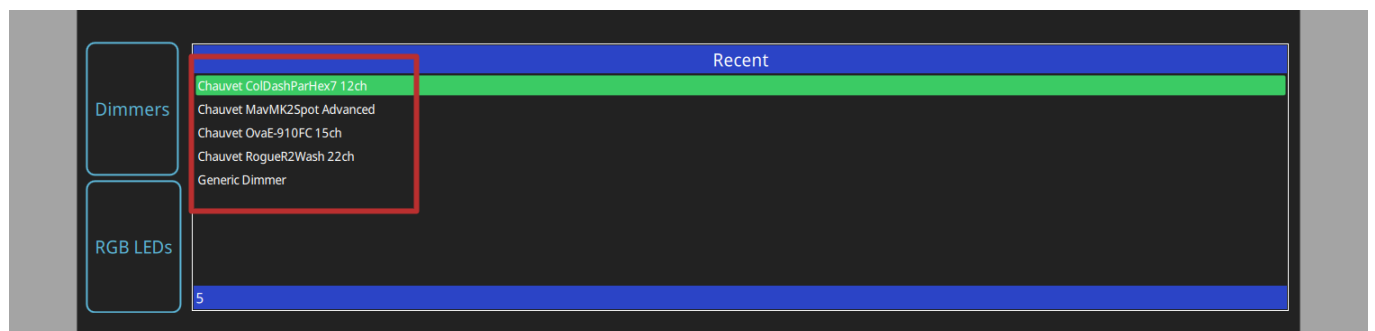 Recent
Dimmers
Chauvet ColDashParHex7 12ch
Chauvet MavMK2Spot Advanced
Chauvet OvaE-910FC 15ch
Chauvet RogueR2Wash 22ch
Generic Dimmer
RGB LEDs
5